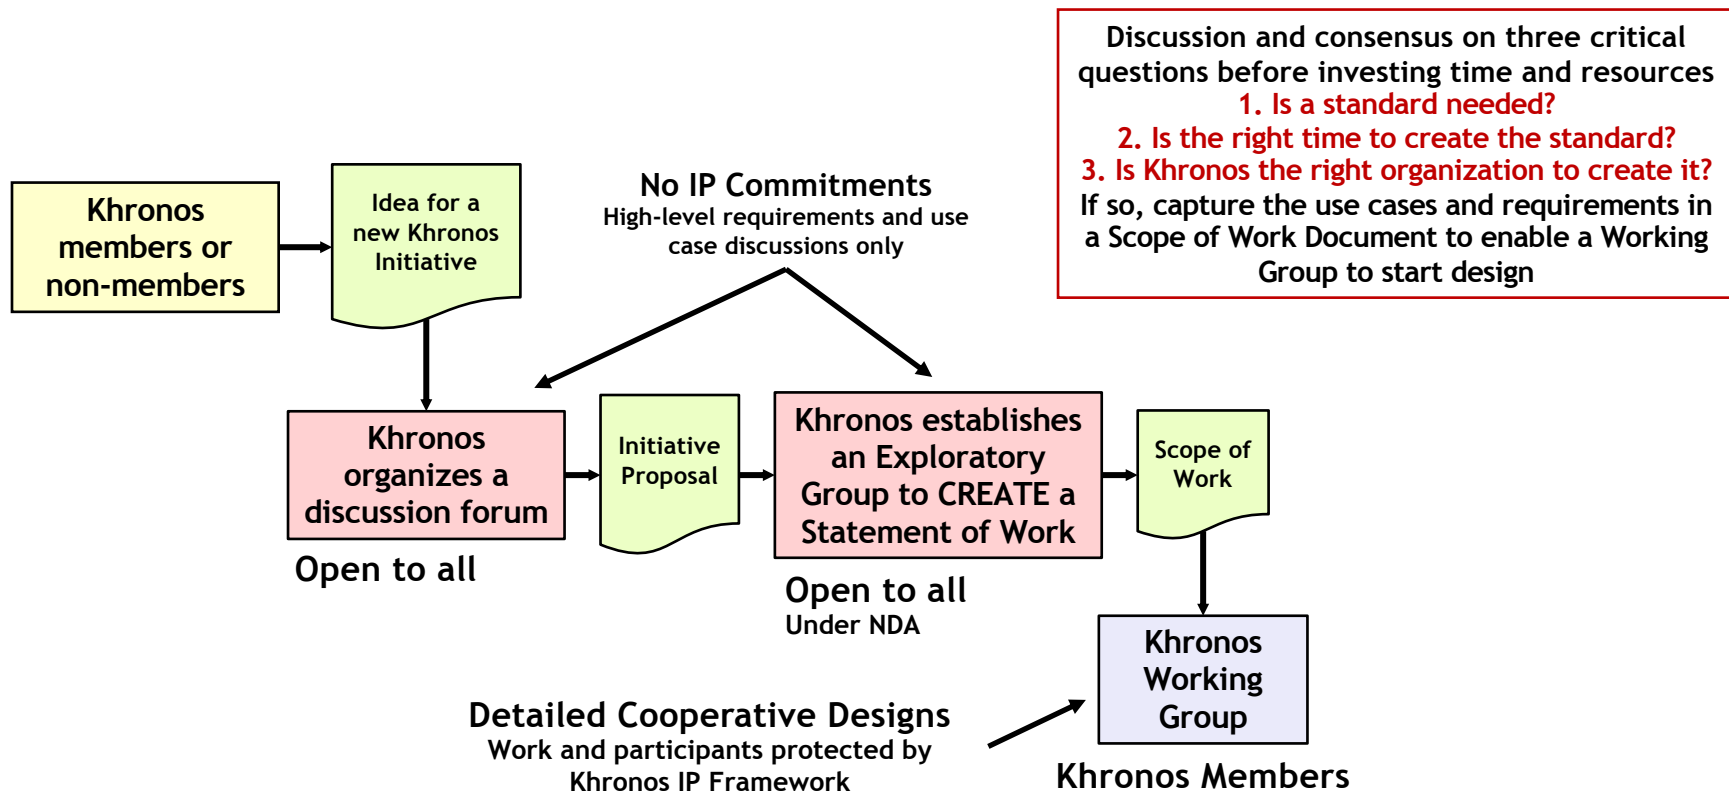 Discussion and consensus on three critical
questions before investing time and resources
1. Is a standard needed?
2. Is the right time to create the standard?
3. Is Khronos the right organization to create it?
If so, capture the use cases and requirements in
a Scope of Work Document to enable a Working
Group to start design
Khronos
members or
non-members
Idea for a
new Khronos
Initiative
No IP Commitments
High-level requirements and use
case discussions only
Khronos
organizes a
discussion forum
Open to all
Initiative
Proposal
Khronos establishes
an Exploratory
Group to CREATE a
Statement of Work
Open to all
Under NDA
Scope of
Work
Khronos
Working
Group
Khronos Members
Detailed Cooperative Designs
Work and participants protected by
Khronos IP Framework